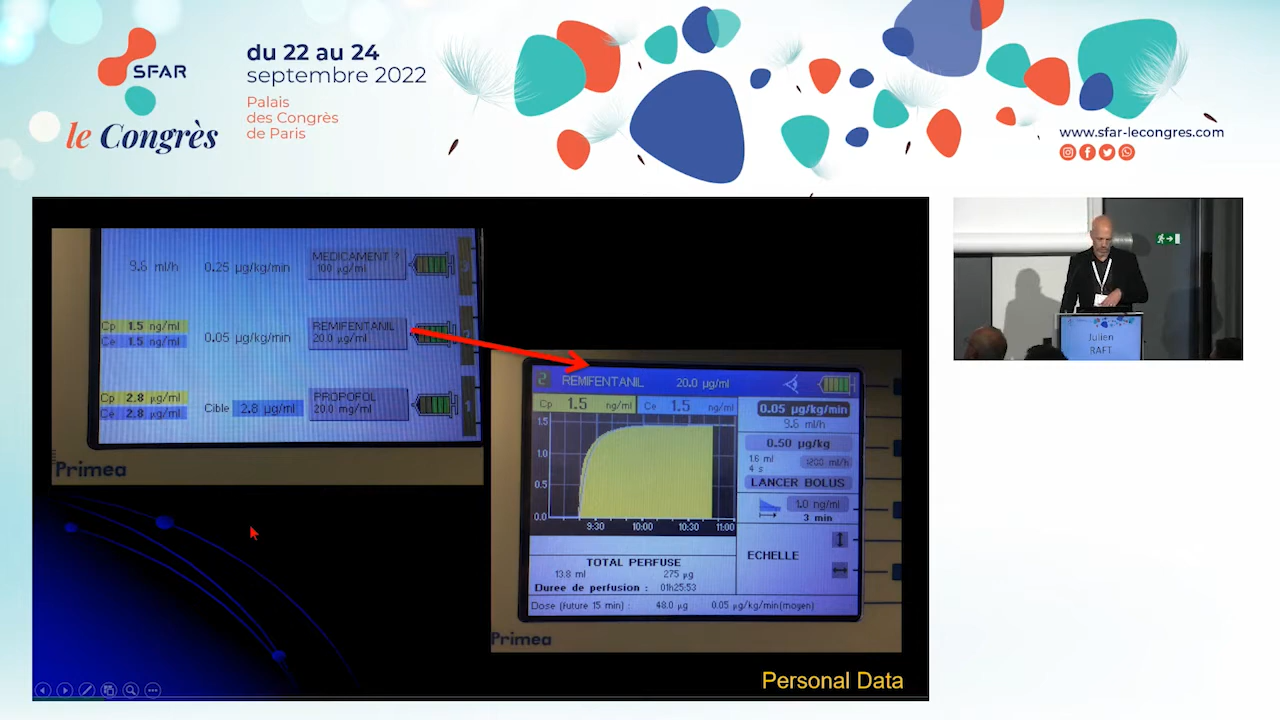 SFAR
le Congrès
du 22 au 24
septembre 2022
Palais
des Congrès
de Paris
www.sfar-lecongres.com
9.6 ml/h 0.25 µg/kg/min MEDICAMENT ?
100 µg/ml
3
Cp 1.5 ng/ml
Ce 1.5 ng/ml
0.05 µg/kg/min
REMIFENTANIL
20.0 µg/ml
2
Cp 2.8 µg/ml
Ce 2.8 µg/ml
Cible 2.8 µg/ml
PROPOFOL
20.0 mg/ml
1
Primea
2 REMIFENTANIL 20.0 µg/ml
Cp 1.5 ng/ml Ce 1.5 ng/ml
0.05 µg/kg/min
9.6 ml/h
0.50 µg/kg
1.6 ml
4 s
1200 ml/h
LANCER BOLUS
1.0 ng/ml
3 min
ECHELLE
1.5
1.0
0.5
0.0
9:30 10:00 10:30 11:00
TOTAL PERFUSE
13.8 ml 275 µg
Duree de perfusion : 01h25:53
Dose (future 15 min) : 48.0 µg 0.05 µg/kg/min(moyen)
Primea
Personal Data
Julien
RAFT